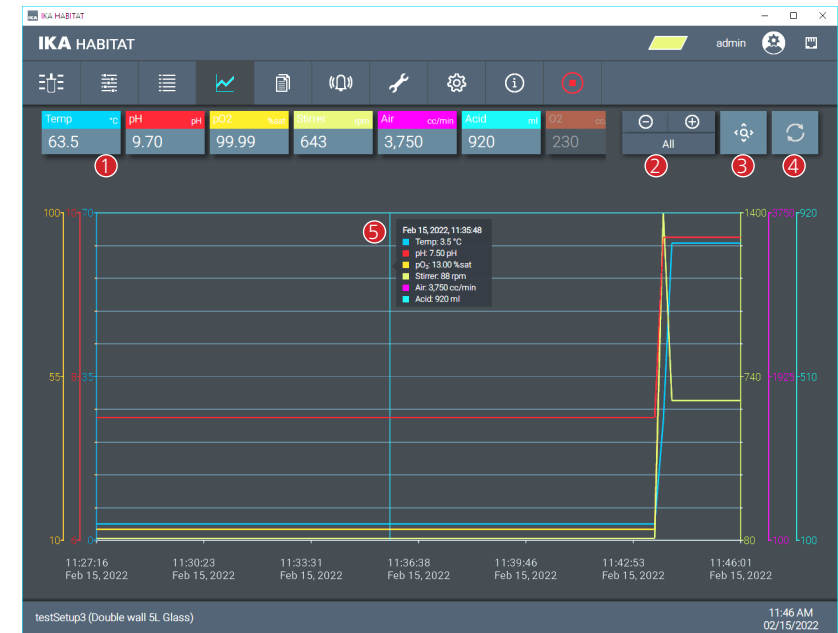 IKA HABITAT
IKA HABITAT
admin
Temp °C pH pH pO2 %sat Stirrer rpm Air cc/min Acid ml O2 cc
63.5 9.70 99.99 643 3,750 920 230
All
1 2 3 4
100 10 70 1400 3750 920
5
Feb 15, 2022, 11:35:48
Temp: 3.5 °C
pH: 7.50 pH
pO₂: 13.00 %sat
Stirrer: 88 rpm
Air: 3,750 cc/min
Acid: 920 ml
55 8 35 740 1925 510
10 6 0 80 100 100
11:27:16 11:30:23 11:33:31 11:36:38 11:39:46 11:42:53 11:46:01
Feb 15, 2022 Feb 15, 2022 Feb 15, 2022 Feb 15, 2022 Feb 15, 2022 Feb 15, 2022 Feb 15, 2022
testSetup3 (Double wall 5L Glass)
11:46 AM
02/15/2022